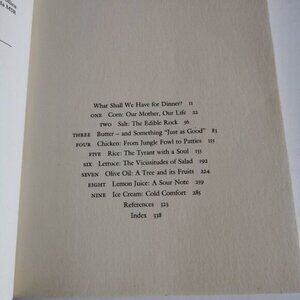 What Shall We Have for Dinner? 11
ONE Corn: Our Mother, Our Life 22
TWO Salt: The Edible Rock 56
THREE Butter – and Something "Just as Good" 83
FOUR Chicken: From Jungle Fowl to Patties 115
FIVE Rice: The Tyrant with a Soul 155
SIX Lettuce: The Vicissitudes of Salad 192
SEVEN Olive Oil: A Tree and its Fruits 224
EIGHT Lemon Juice: A Sour Note 259
NINE Ice Cream: Cold Comfort 285
References 323
Index 338